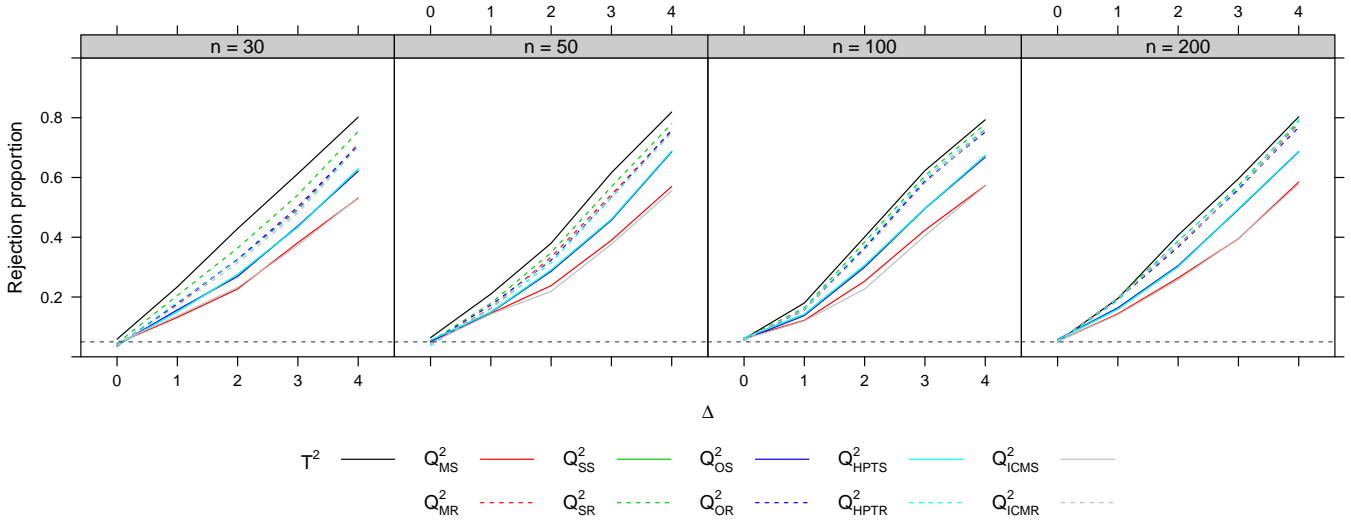 0 1 2 3 4 0 1 2 3 4
n = 30 n = 50 n = 100 n = 200
Rejection proportion
0.8
0.6
0.4
0.2
0 1 2 3 4 0 1 2 3 4
Δ
T² Q²MS Q²SS Q²OS Q²HPTS Q²ICMS
Q²MR Q²SR Q²OR Q²HPTR Q²ICMR